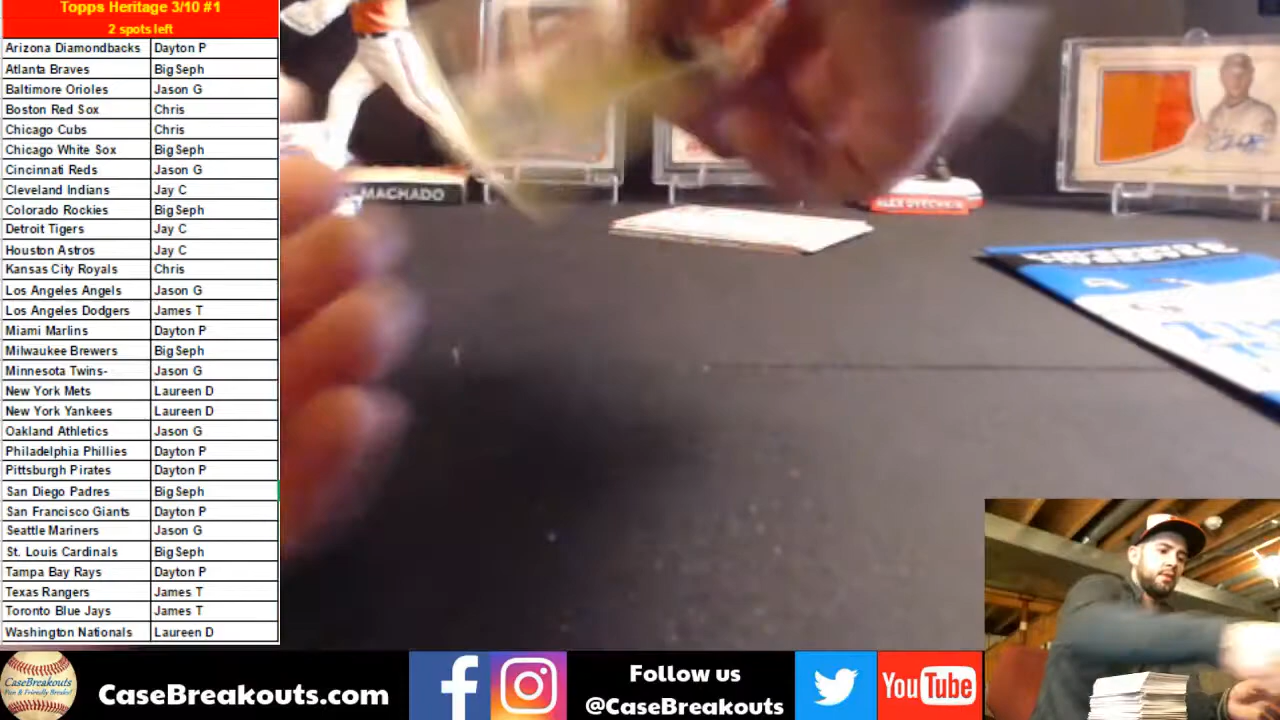 Topps Heritage 3/10 #1
2 spots left
Arizona Diamondbacks Dayton P
Atlanta Braves Big Seph
Baltimore Orioles Jason G
Boston Red Sox Chris
Chicago Cubs Chris
Chicago White Sox Big Seph
Cincinnati Reds Jason G
Cleveland Indians Jay C
Colorado Rockies Big Seph
Detroit Tigers Jay C
Houston Astros Jay C
Kansas City Royals Chris
Los Angeles Angels Jason G
Los Angeles Dodgers James T
Miami Marlins Dayton P
Milwaukee Brewers Big Seph
Minnesota Twins- Jason G
New York Mets Laureen D
New York Yankees Laureen D
Oakland Athletics Jason G
Philadelphia Phillies Dayton P
Pittsburgh Pirates Dayton P
San Diego Padres Big Seph
San Francisco Giants Dayton P
Seattle Mariners Jason G
St. Louis Cardinals Big Seph
Tampa Bay Rays Dayton P
Texas Rangers James T
Toronto Blue Jays James T
Washington Nationals Laureen D
MACHADO
CaseBreakouts
Fun & Friendly Breaks!
CaseBreakouts.com
Follow us
@CaseBreakouts
YouTube